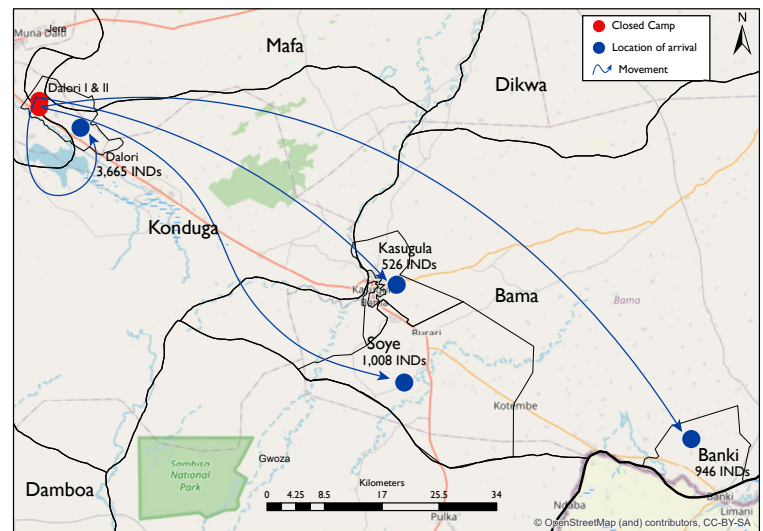 Jere
Muna Dalti
Mafa
N
Closed Camp
Location of arrival
Movement
Dikwa
Dalori I & II
Dalori
3,665 INDs
Konduga
Kasugula
526 INDs
Bama
Bama
Bama
Soye
1,008 INDs
Burari
Kotembe
Banki
946 INDs
Gwoza
Sambisa
National
Park
Damboa
Kilometers
0 4.25 8.5 17 25.5 34
Pulka
Ndaba
Banki
Limani
© OpenStreetMap (and) contributors, CC-BY-SA